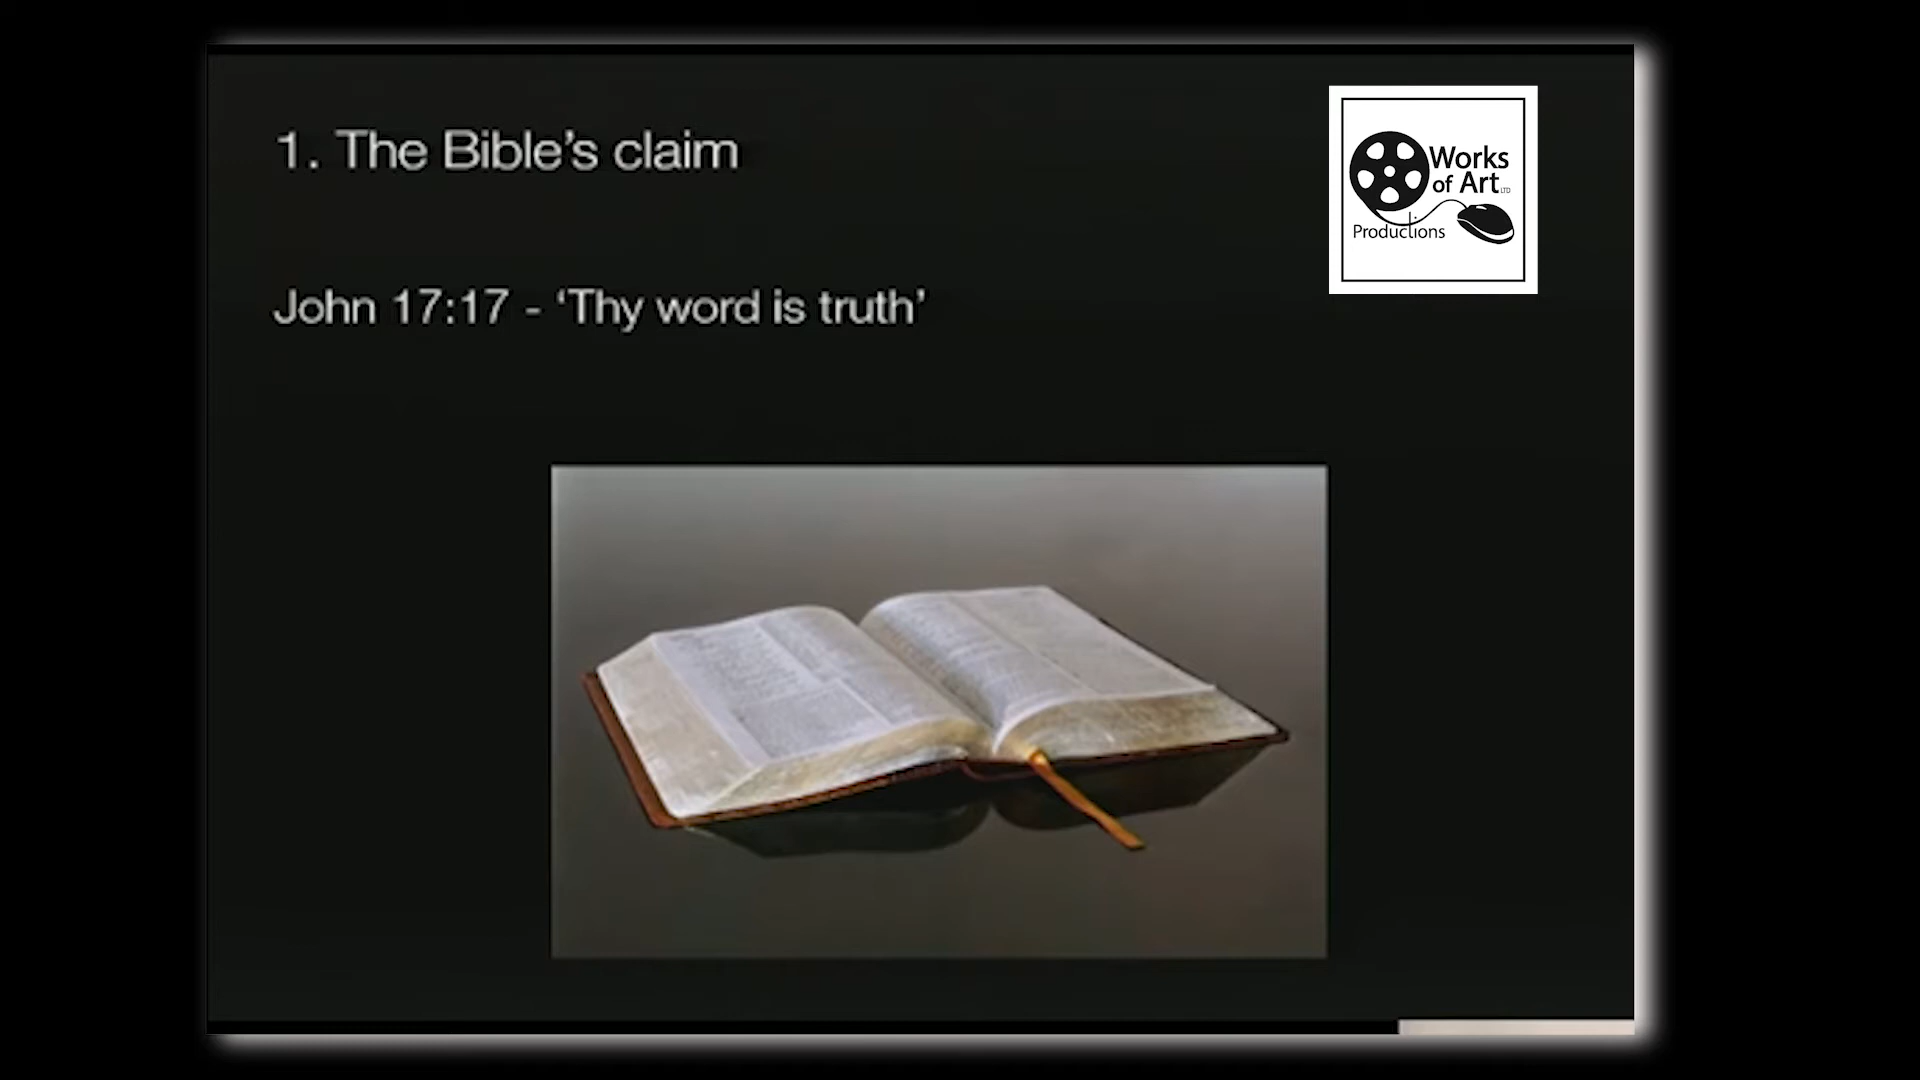 1. The Bible’s claim
Works
of Art LTD
Productions
John 17:17 - ‘Thy word is truth’